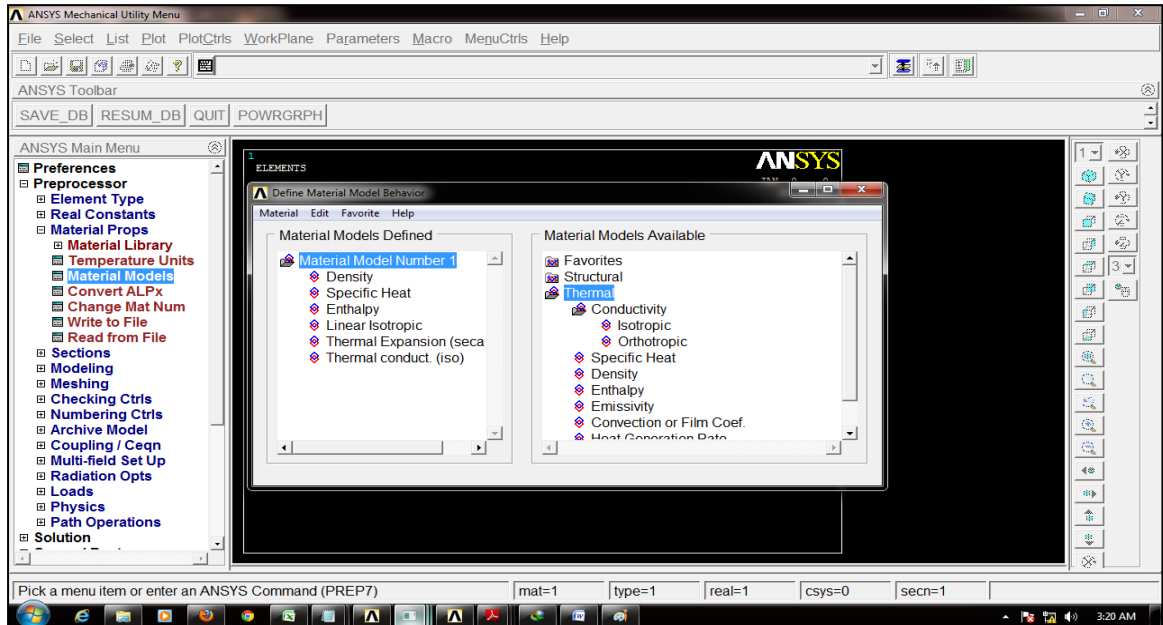 ANSYS Mechanical Utility Menu
File Select List Plot PlotCtrls WorkPlane Parameters Macro MenuCtrls Help
ANSYS Toolbar
SAVE_DB RESUM_DB QUIT POWRGRPH
ANSYS Main Menu
Preferences
Preprocessor
Element Type
Real Constants
Material Props
Material Library
Temperature Units
Material Models
Convert ALPx
Change Mat Num
Write to File
Read from File
Sections
Modeling
Meshing
Checking Ctrls
Numbering Ctrls
Archive Model
Coupling / Ceqn
Multi-field Set Up
Radiation Opts
Loads
Physics
Path Operations
Solution
1
ELEMENTS
ANSYS
Define Material Model Behavior
Material Edit Favorite Help
Material Models Defined
Material Model Number 1
Density
Specific Heat
Enthalpy
Linear Isotropic
Thermal Expansion (seca
Thermal conduct. (iso)
Material Models Available
Favorites
Structural
Thermal
Conductivity
Isotropic
Orthotropic
Specific Heat
Density
Enthalpy
Emissivity
Convection or Film Coef.
Heat Generation Rate
1
3
Pick a menu item or enter an ANSYS Command (PREP7)
mat=1 type=1 real=1 csys=0 secn=1
3:20 AM